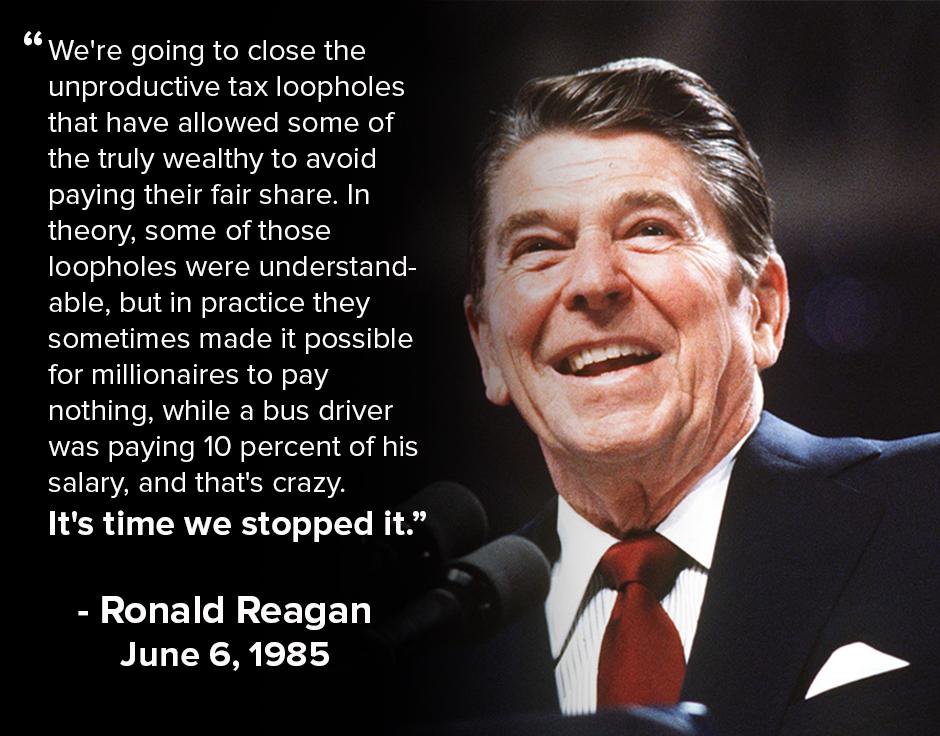 “We're going to close the
unproductive tax loopholes
that have allowed some of
the truly wealthy to avoid
paying their fair share. In
theory, some of those
loopholes were understand-
able, but in practice they
sometimes made it possible
for millionaires to pay
nothing, while a bus driver
was paying 10 percent of his
salary, and that's crazy.
It's time we stopped it.”
- Ronald Reagan
June 6, 1985